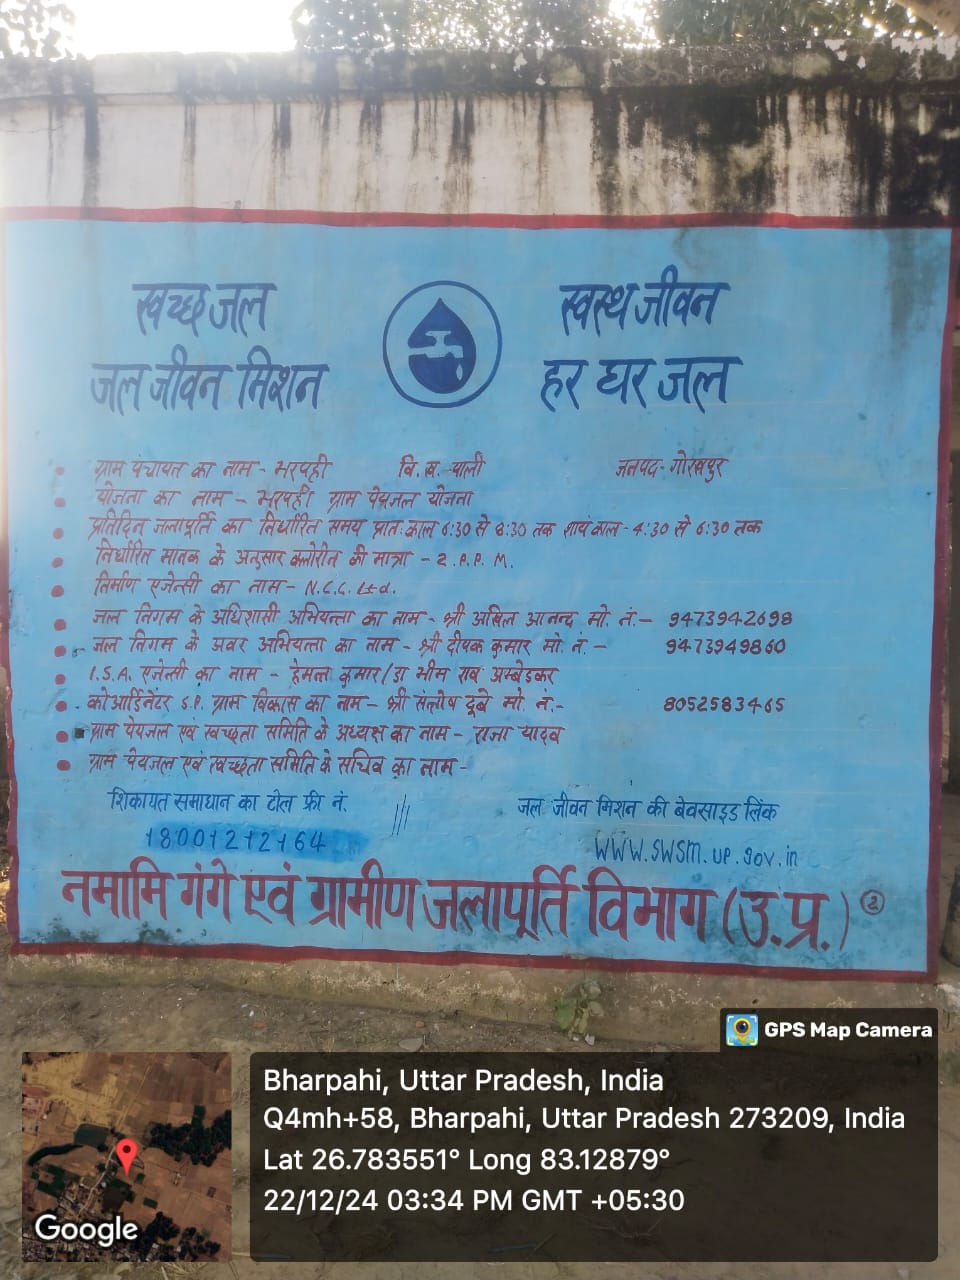 स्वच्छ जल स्वस्थ जीवन
जल जीवन मिशन हर घर जल
ग्राम पंचायत का नाम - भरपही बि. ख. पाली जनपद- गोरखपुर
योजना का नाम - भरपही ग्राम पेयजल योजना
प्रतिदिन जलापूर्ति का निर्धारित समय प्रातः काल 6:30 से 8:30 तक शायं काल - 4:30 से 6:30 तक
निर्धारित मानक के अनुसार क्लोरीन की मात्रा - 2.P.P.M.
निर्माण एजेन्सी का नाम - N.C.C. Ltd.
जल निगम के अधिशासी अभियन्ता का नाम - श्री अखिल आनन्द मो. नं. - 9473942698
जल निगम के अवर अभियन्ता का नाम - श्री दीपक कुमार मो. नं. - 9473949860
I.S.A. एजेन्सी का नाम - हेमन्त कुमार/डा भीम राव अम्बेडकर
कोआर्डिनेटर S.P. ग्राम विकास का नाम - श्री संतोष दूबे मो. नं. - 8052583465
ग्राम पेयजल एवं स्वच्छता समिति के अध्यक्ष का नाम - राजा यादव
ग्राम पेयजल एवं स्वच्छता समिति के सचिव का नाम -
शिकायत समाधान का टोल फ्री नं. /// जल जीवन मिशन की बेवसाइड लिंक
18001212164 WWW.SWSM.UP.gov.in
नमामि गंगे एवं ग्रामीण जलापूर्ति विभाग (उ.प्र.) 2
GPS Map Camera
Bharpahi, Uttar Pradesh, India
Q4mh+58, Bharpahi, Uttar Pradesh 273209, India
Lat 26.783551° Long 83.12879°
22/12/24 03:34 PM GMT +05:30
Google